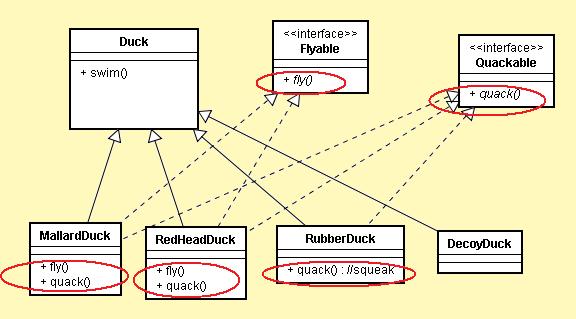 Duck
+ swim()
<<interface>>
Flyable
+ fly()
<<interface>>
Quackable
+ quack()
MallardDuck
+ fly()
+ quack()
RedHeadDuck
+ fly()
+ quack()
RubberDuck
+ quack() : //squeak
DecoyDuck